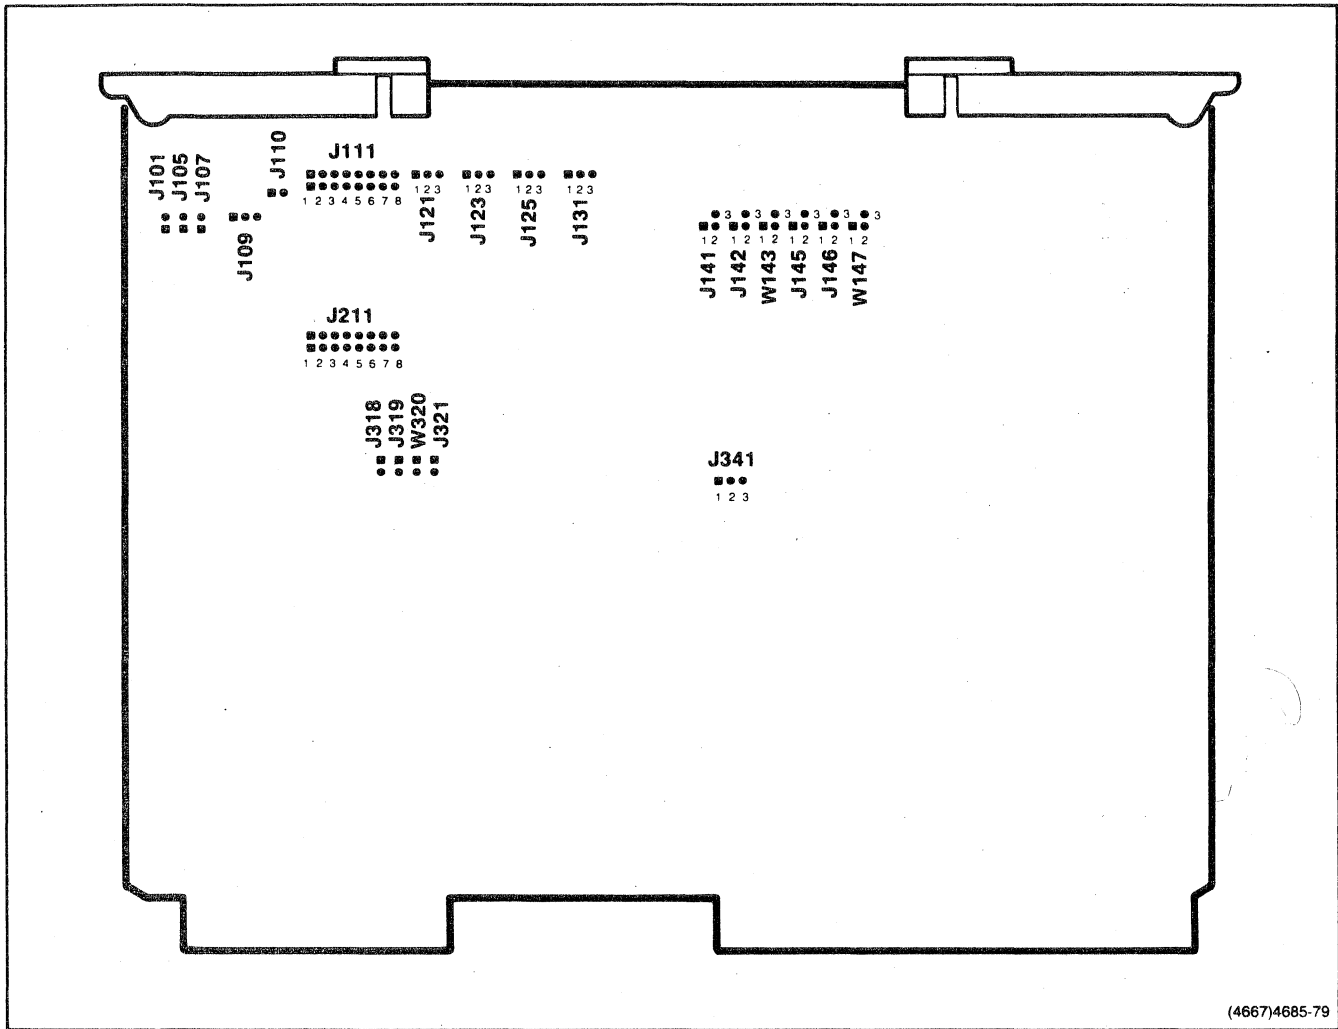 J101
J105
J107
J109
J110
J111
1 2 3 4 5 6 7 8
1 2 3
J121
1 2 3
J123
1 2 3
J125
1 2 3
J131
3 3 3 3 3 3
1 2 1 2 1 2 1 2 1 2 1 2
J141
J142
W143
J145
J146
W147
J211
1 2 3 4 5 6 7 8
J318
J319
W320
J321
J341
1 2 3
(4667)4685-79